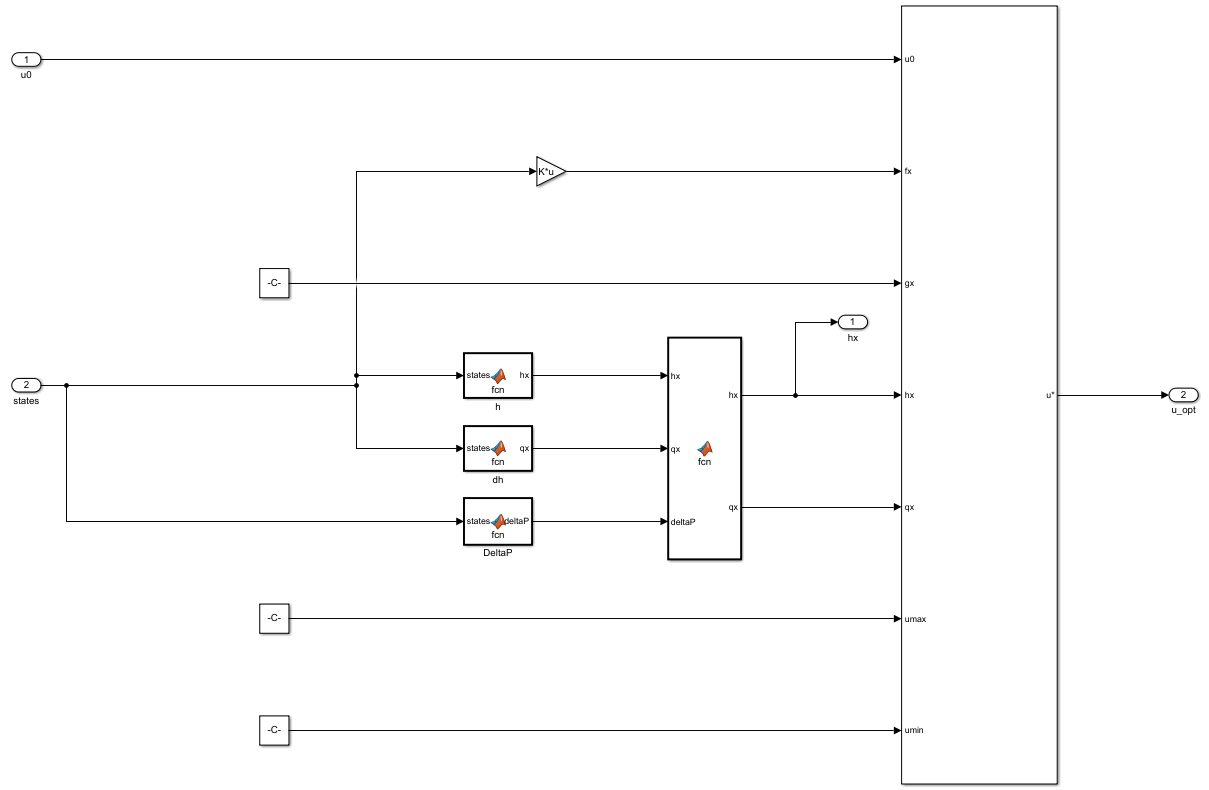 1
u0
u0
K*u
fx
-C-
gx
1
hx
2
states
states
hx
fcn
h
hx
hx
hx
u*
2
u_opt
states
qx
fcn
dh
qx
fcn
states
deltaP
fcn
DeltaP
deltaP
qx
qx
-C-
umax
-C-
umin